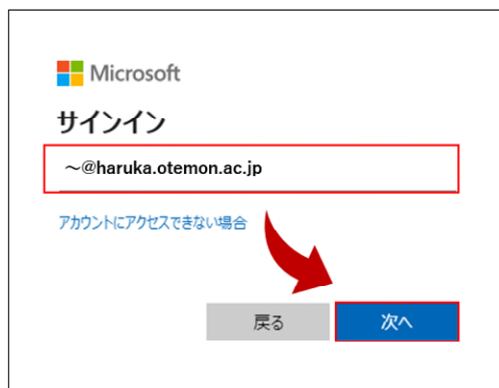 Microsoft
サインイン
～@haruka.otemon.ac.jp
アカウントにアクセスできない場合
戻る
次へ